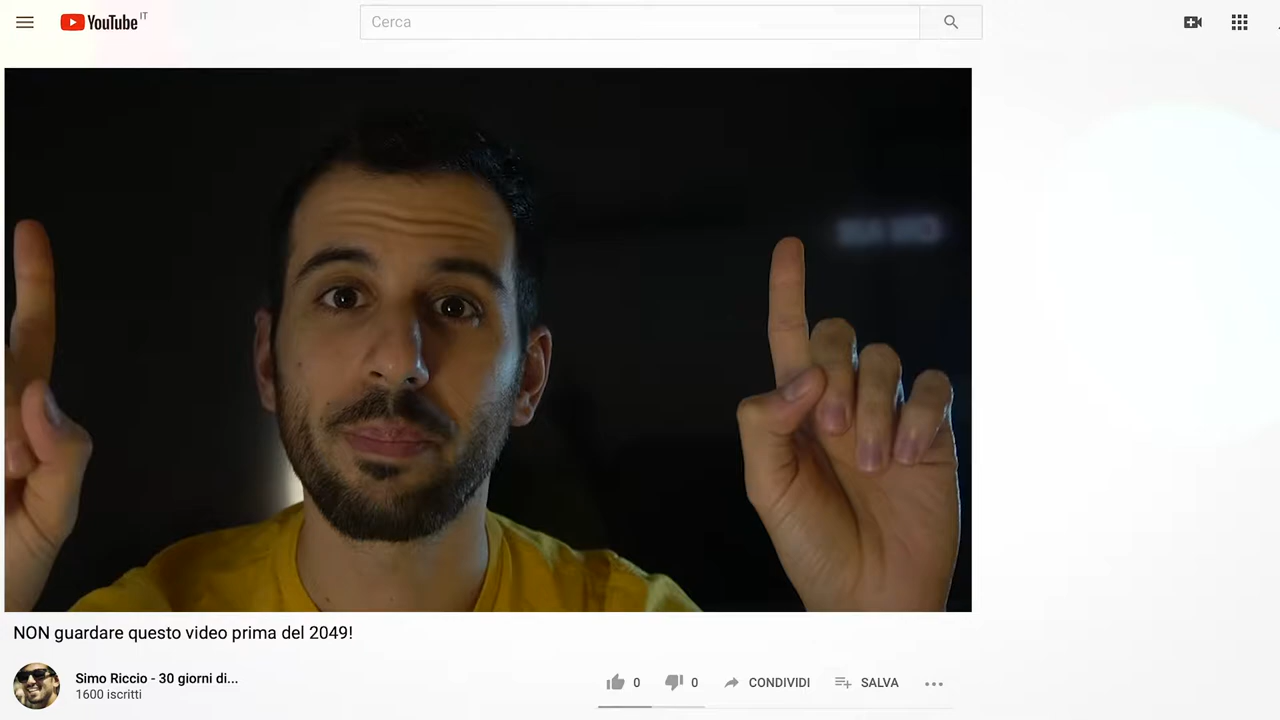 YouTube IT
Cerca
NON guardare questo video prima del 2049!
Simo Riccio - 30 giorni di...
1600 iscritti
0
0
CONDIVIDI
SALVA